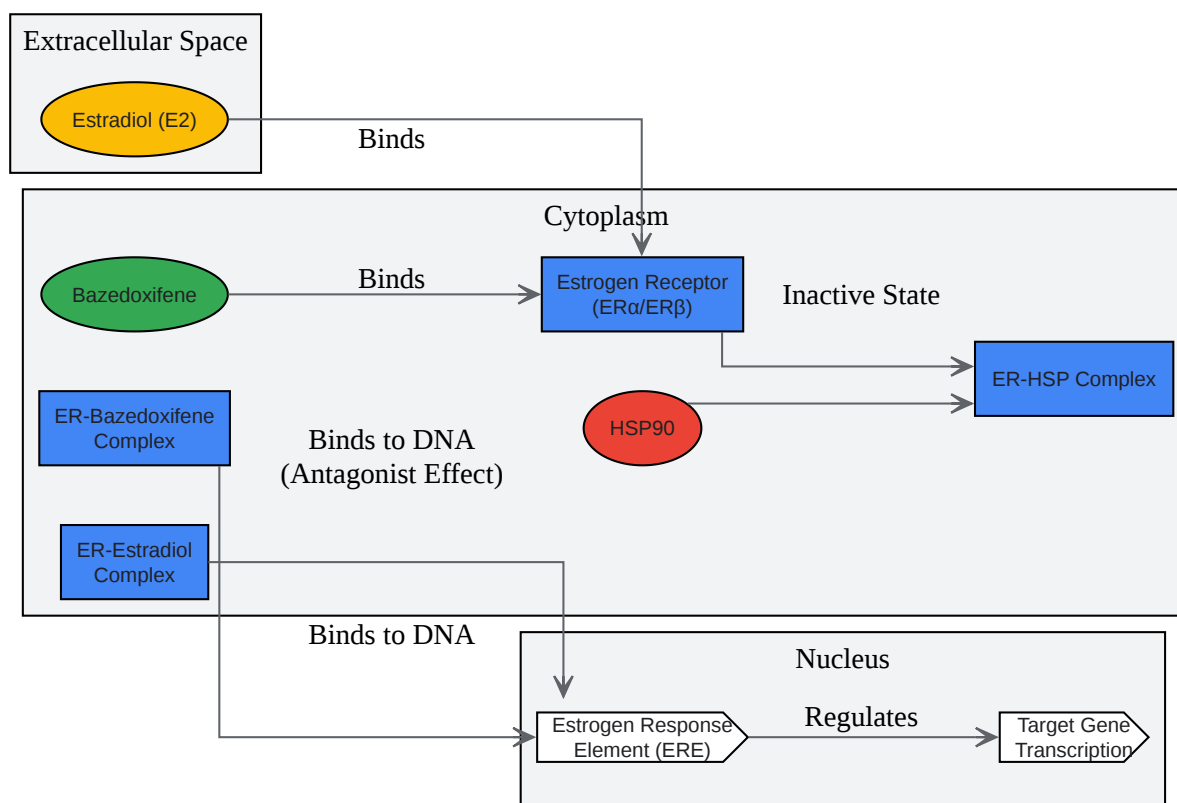 Extracellular Space
Estradiol (E2)
Binds
Cytoplasm
Bazedoxifene
Binds
Estrogen Receptor
(ERα/ERβ)
Inactive State
ER-HSP Complex
ER-Bazedoxifene
Complex
Binds to DNA
(Antagonist Effect)
HSP90
ER-Estradiol
Complex
Binds to DNA
Nucleus
Estrogen Response
Element (ERE)
Regulates
Target Gene
Transcription